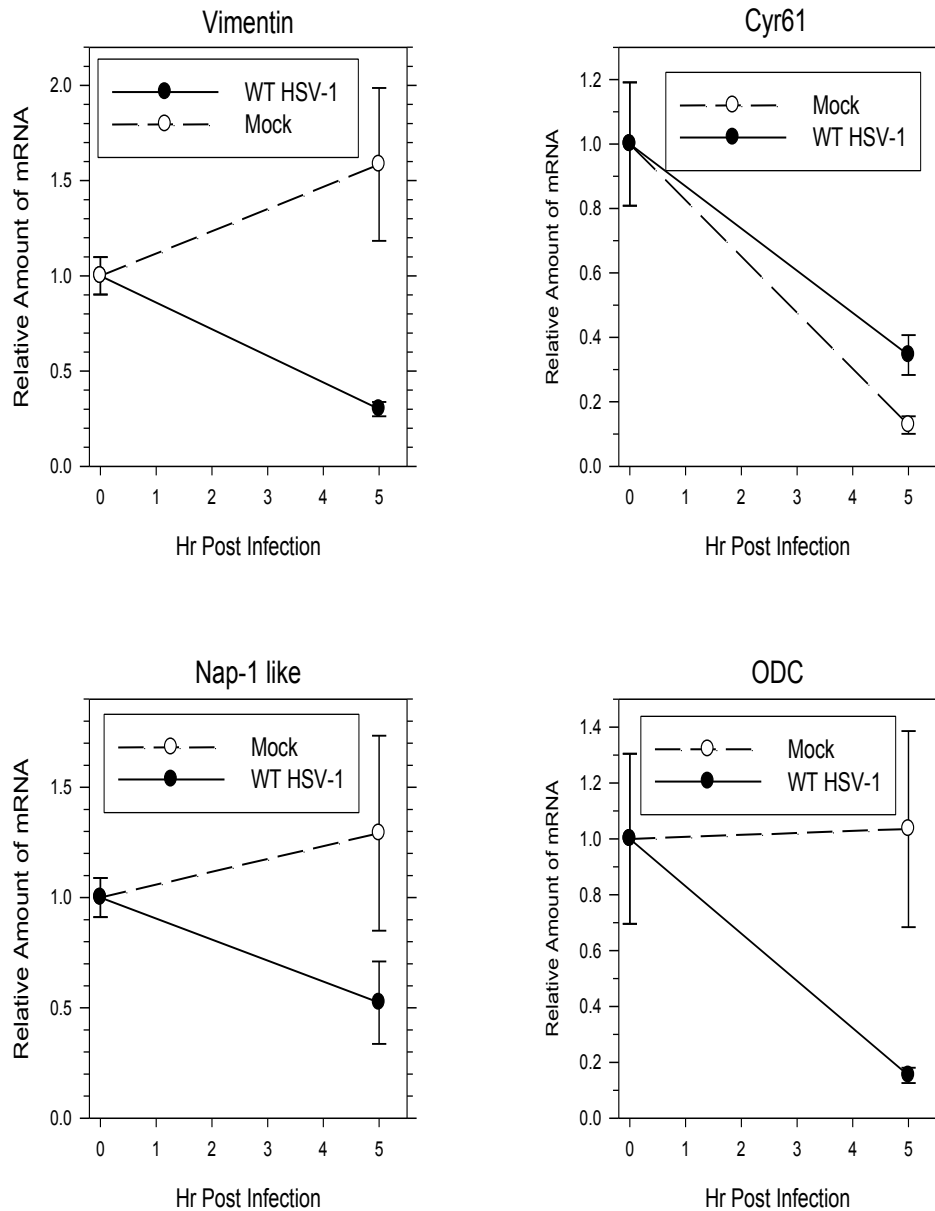 Vimentin
Relative Amount of mRNA
2.0
1.5
1.0
0.5
0.0
WT HSV-1
Mock
0 1 2 3 4 5
Hr Post Infection
Cyr61
Relative Amount of mRNA
1.2
1.0
0.8
0.6
0.4
0.2
0.0
Mock
WT HSV-1
0 1 2 3 4 5
Hr Post Infection
Nap-1 like
Relative Amount of mRNA
1.5
1.0
0.5
0.0
Mock
WT HSV-1
0 1 2 3 4 5
Hr Post Infection
ODC
Relative Amount of mRNA
1.4
1.2
1.0
0.8
0.6
0.4
0.2
0.0
Mock
WT HSV-1
0 1 2 3 4 5
Hr Post Infection